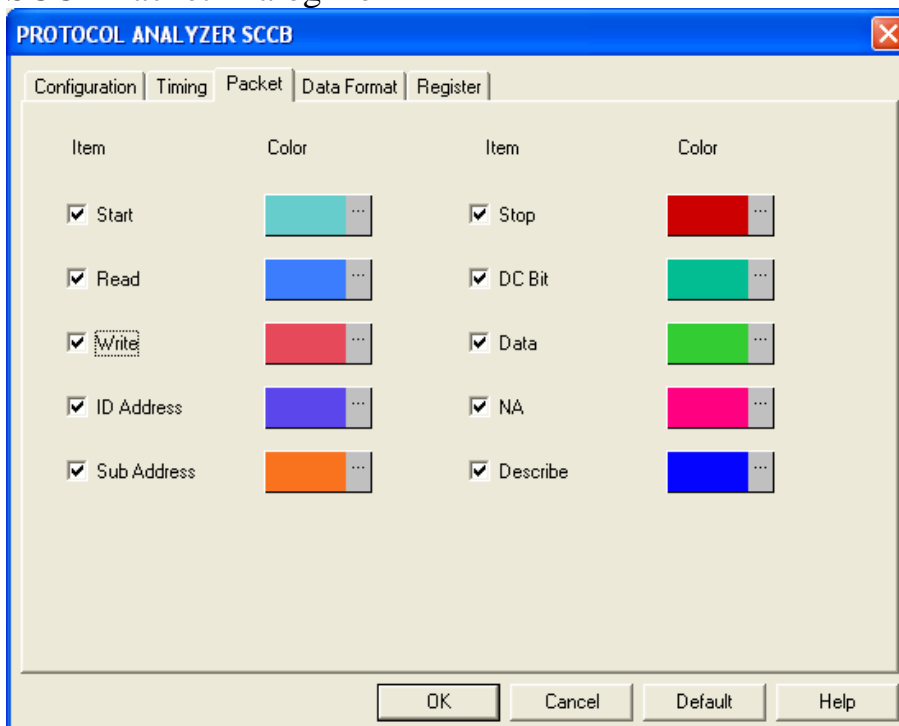 PROTOCOL ANALYZER SCCB
Configuration Timing Packet Data Format Register
Item Color Item Color
Start ... Stop ...
Read ... DC Bit ...
Write ... Data ...
ID Address ... NA ...
Sub Address ... Describe ...
OK Cancel Default Help